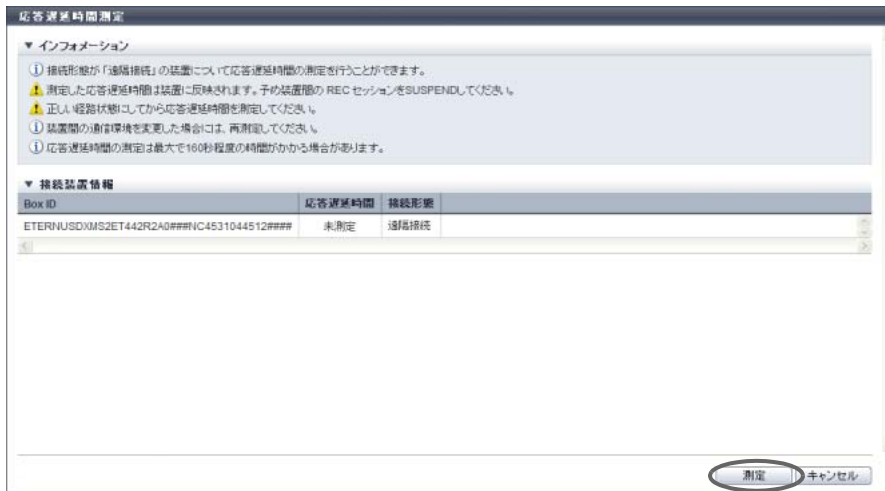 応答遅延時間測定
▼ インフォメーション
接続形態が「遠隔接続」の装置について応答遅延時間の測定を行うことができます。
測定した応答遅延時間は装置に反映されます。予め装置間の REC セッションをSUSPENDしてください。
正しい経路状態にしてから応答遅延時間を測定してください。
装置間の通信環境を変更した場合には、再測定してください。
応答遅延時間の測定は最大で160秒程度の時間がかかる場合があります。
▼ 接続装置情報
Box ID 応答遅延時間 接続形態
ETERNUSDXMS2ET442R2A0###NC4531044512#### 未測定 遠隔接続
測定 キャンセル